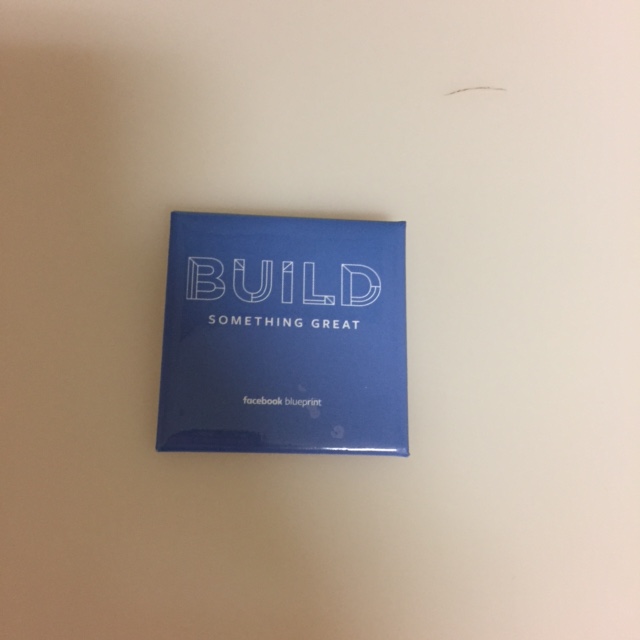 BUILD
SOMETHING GREAT
facebook blueprint